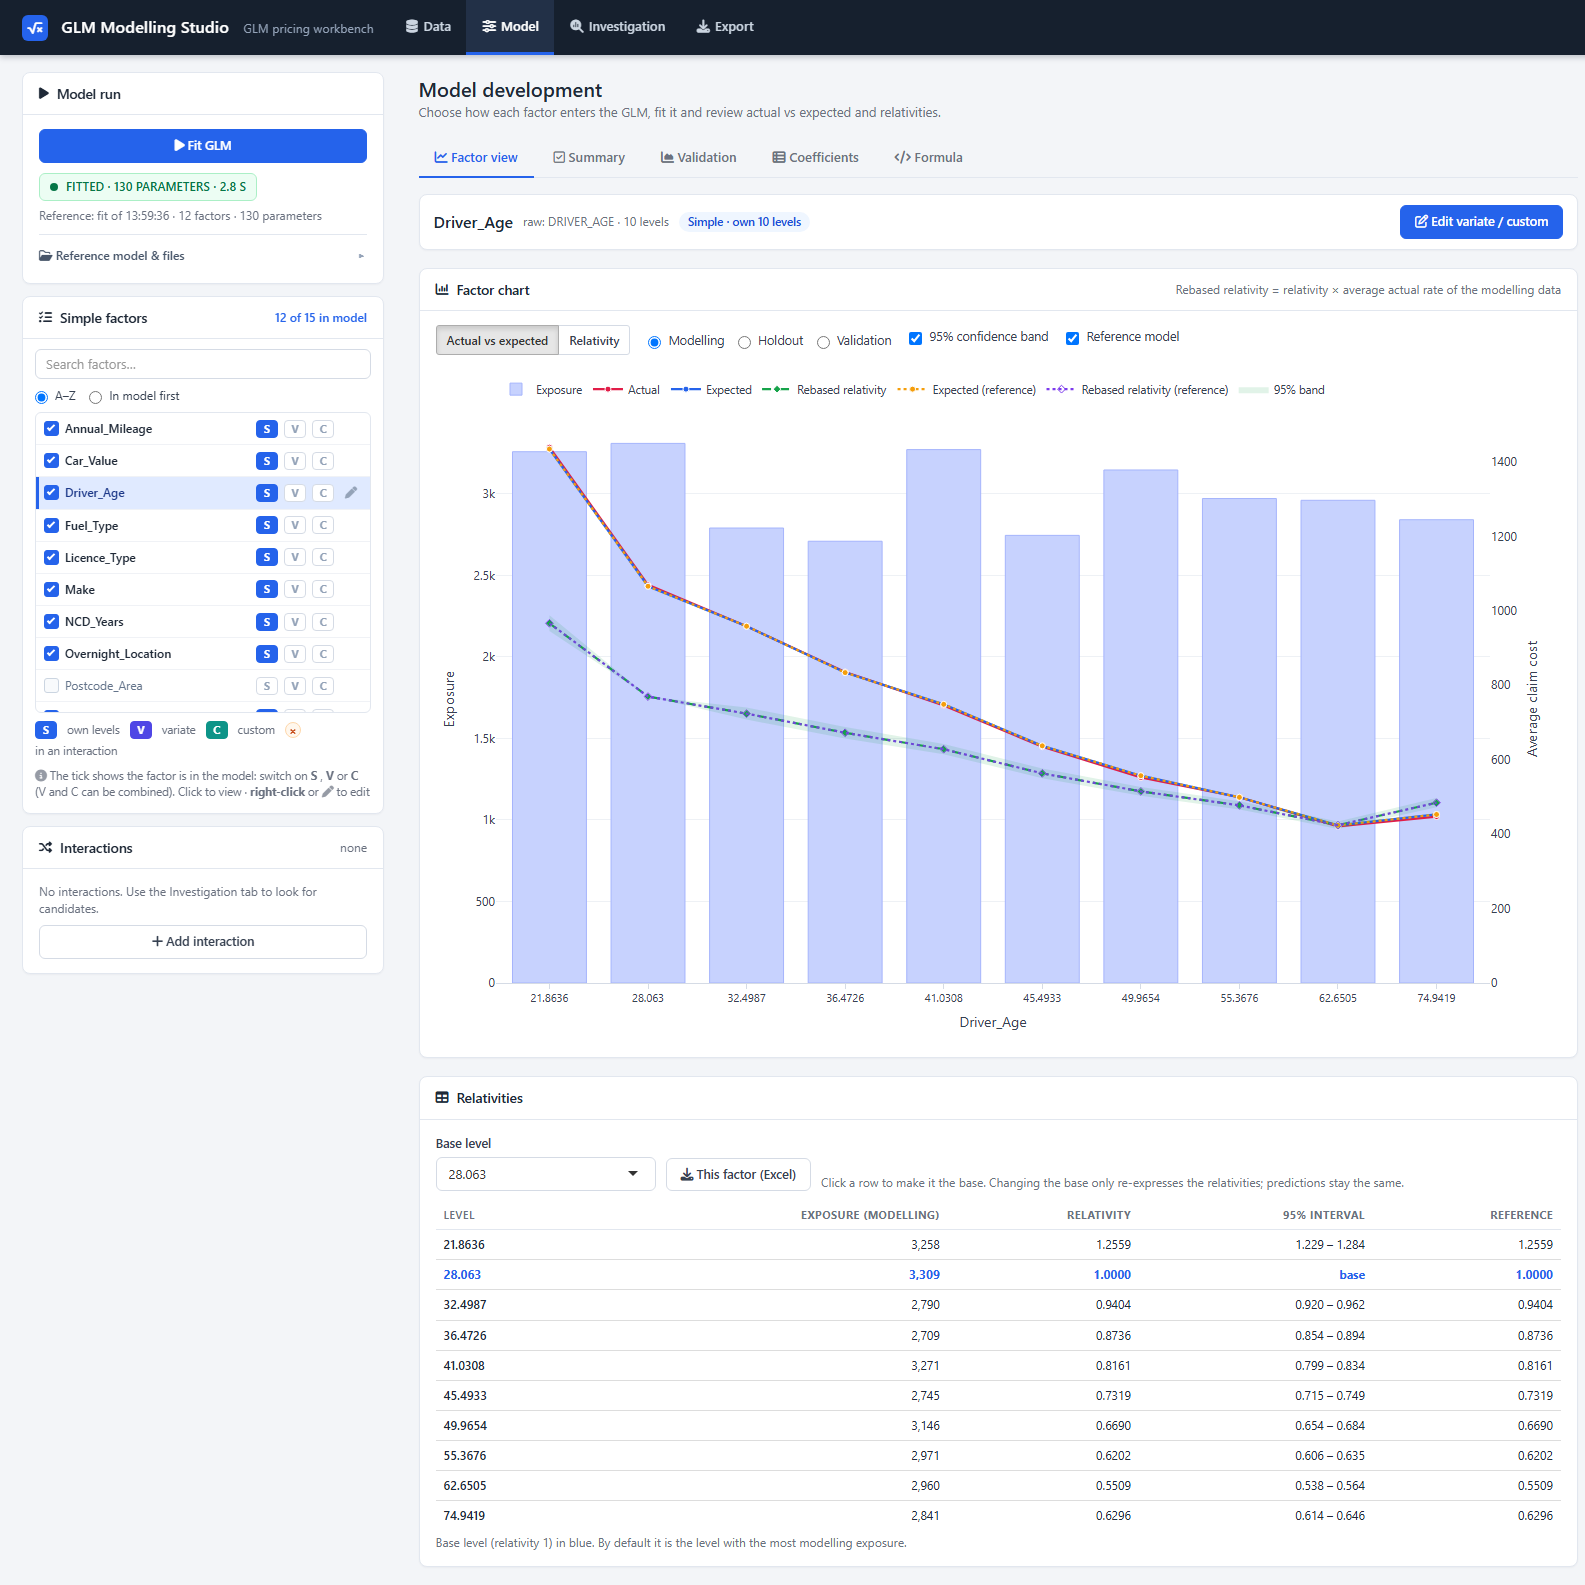 GLM Modelling Studio GLM pricing workbench Data Model Investigation Export
Model run
Fit GLM
FITTED · 130 PARAMETERS · 2.8 S
Reference: fit of 13:59:36 · 12 factors · 130 parameters
Reference model & files
Simple factors 12 of 15 in model
Search factors...
A–Z In model first
Annual_Mileage S V C
Car_Value S V C
Driver_Age S V C
Fuel_Type S V C
Licence_Type S V C
Make S V C
NCD_Years S V C
Overnight_Location S V C
Postcode_Area S V C
S own levels V variate C custom ×
in an interaction
The tick shows the factor is in the model: switch on S , V or C
(V and C can be combined). Click to view · right-click or to edit
Interactions none
No interactions. Use the Investigation tab to look for
candidates.
+ Add interaction
Model development
Choose how each factor enters the GLM, fit it and review actual vs expected and relativities.
Factor view Summary Validation Coefficients </> Formula
Driver_Age raw: DRIVER_AGE · 10 levels Simple · own 10 levels Edit variate / custom
Factor chart Rebased relativity = relativity × average actual rate of the modelling data
Actual vs expected Relativity Modelling Holdout Validation 95% confidence band Reference model
Exposure Actual Expected Rebased relativity Expected (reference) Rebased relativity (reference) 95% band
3k
2.5k
2k
1.5k
1k
500
0
Exposure
1400
1200
1000
800
600
400
200
0
Average claim cost
21.8636 28.063 32.4987 36.4726 41.0308 45.4933 49.9654 55.3676 62.6505 74.9419
Driver_Age
Relativities
Base level
28.063 This factor (Excel) Click a row to make it the base. Changing the base only re-expresses the relativities; predictions stay the same.
LEVEL EXPOSURE (MODELLING) RELATIVITY 95% INTERVAL REFERENCE
21.8636 3,258 1.2559 1.229 – 1.284 1.2559
28.063 3,309 1.0000 base 1.0000
32.4987 2,790 0.9404 0.920 – 0.962 0.9404
36.4726 2,709 0.8736 0.854 – 0.894 0.8736
41.0308 3,271 0.8161 0.799 – 0.834 0.8161
45.4933 2,745 0.7319 0.715 – 0.749 0.7319
49.9654 3,146 0.6690 0.654 – 0.684 0.6690
55.3676 2,971 0.6202 0.606 – 0.635 0.6202
62.6505 2,960 0.5509 0.538 – 0.564 0.5509
74.9419 2,841 0.6296 0.614 – 0.646 0.6296
Base level (relativity 1) in blue. By default it is the level with the most modelling exposure.